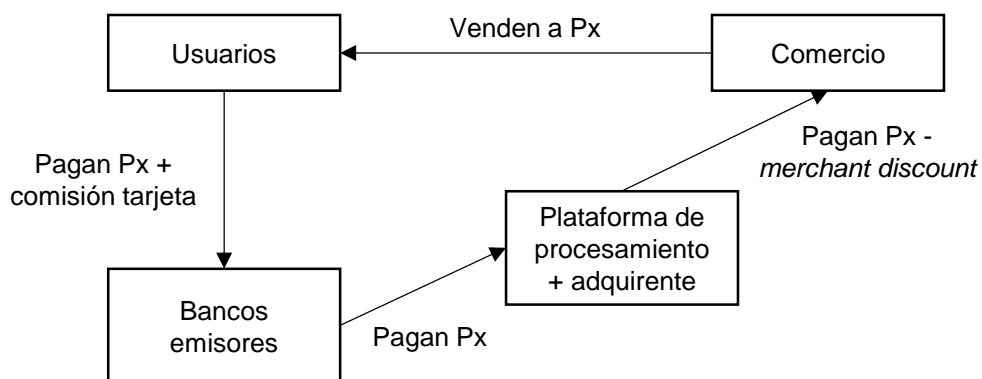 Venden a Px
Usuarios
Comercio
Pagan Px +
comisión tarjeta
Pagan Px -
merchant discount
Plataforma de
procesamiento
+ adquirente
Bancos
emisores
Pagan Px